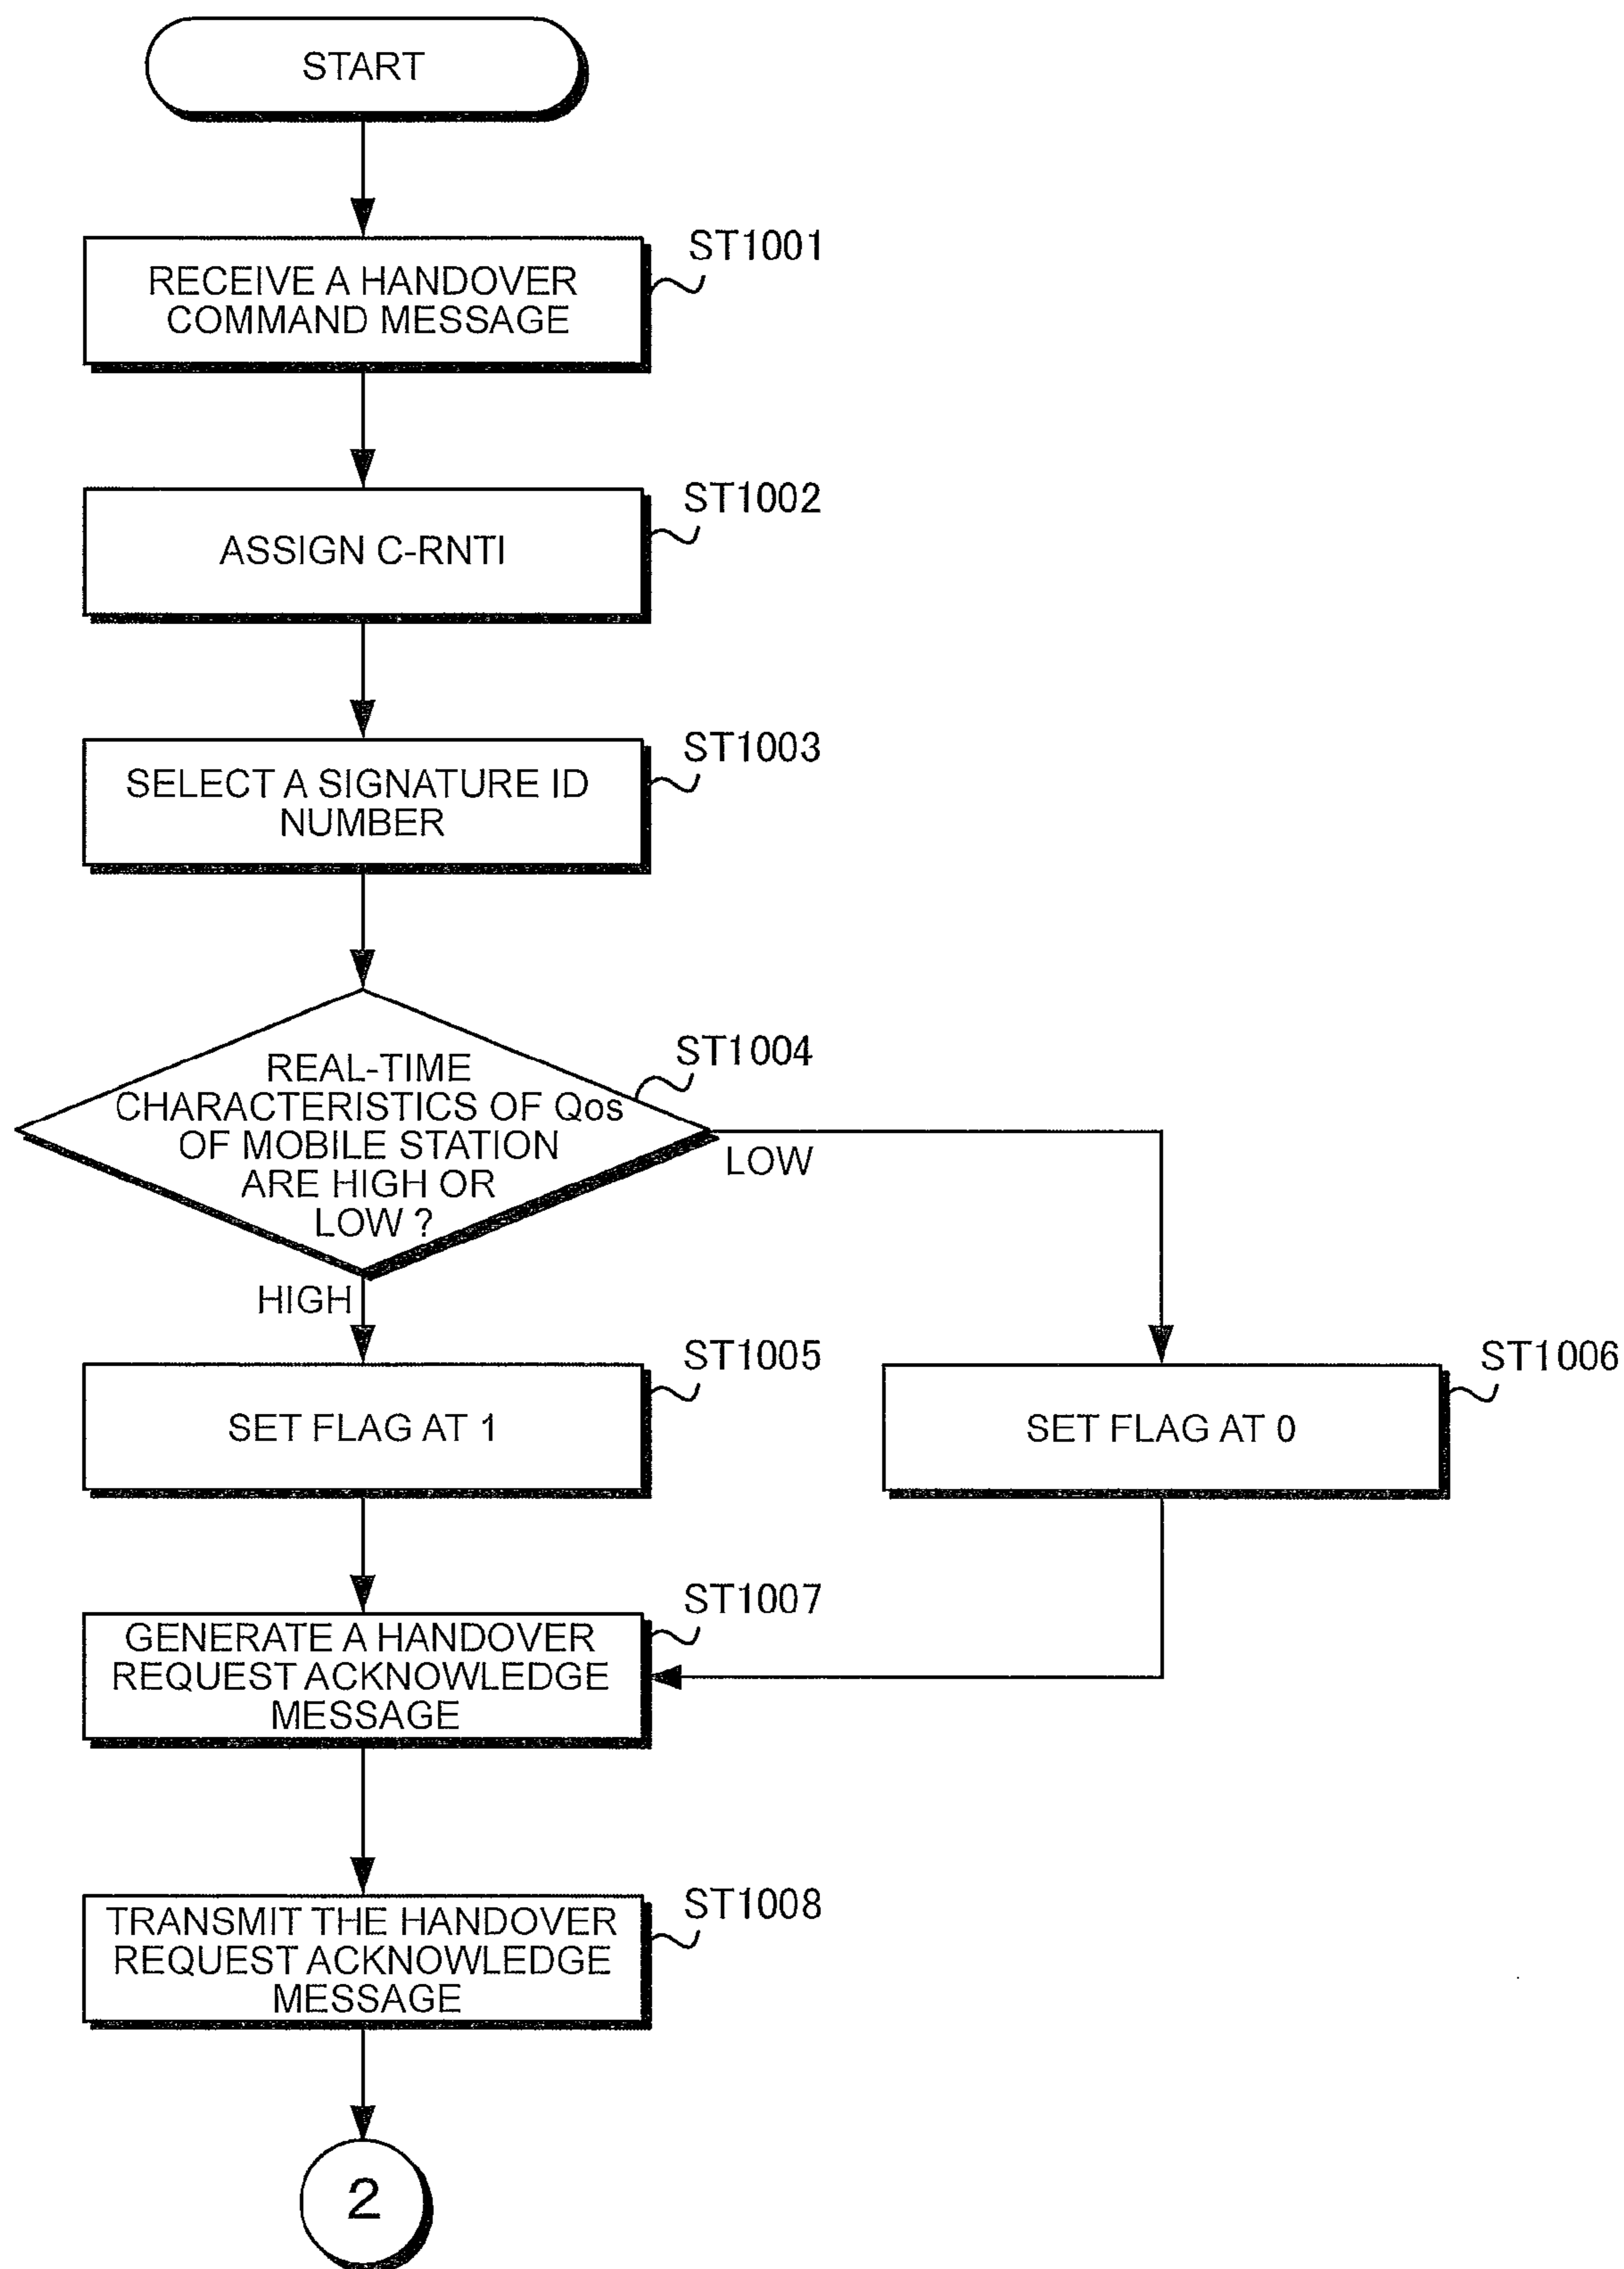 START
ST1001
RECEIVE A HANDOVER
COMMAND MESSAGE
ST1002
ASSIGN C-RNTI
ST1003
SELECT A SIGNATURE ID
NUMBER
ST1004
REAL-TIME
CHARACTERISTICS OF Qos
OF MOBILE STATION
ARE HIGH OR
LOW ?
LOW
HIGH
ST1005
SET FLAG AT 1
ST1006
SET FLAG AT 0
ST1007
GENERATE A HANDOVER
REQUEST ACKNOWLEDGE
MESSAGE
ST1008
TRANSMIT THE HANDOVER
REQUEST ACKNOWLEDGE
MESSAGE
2